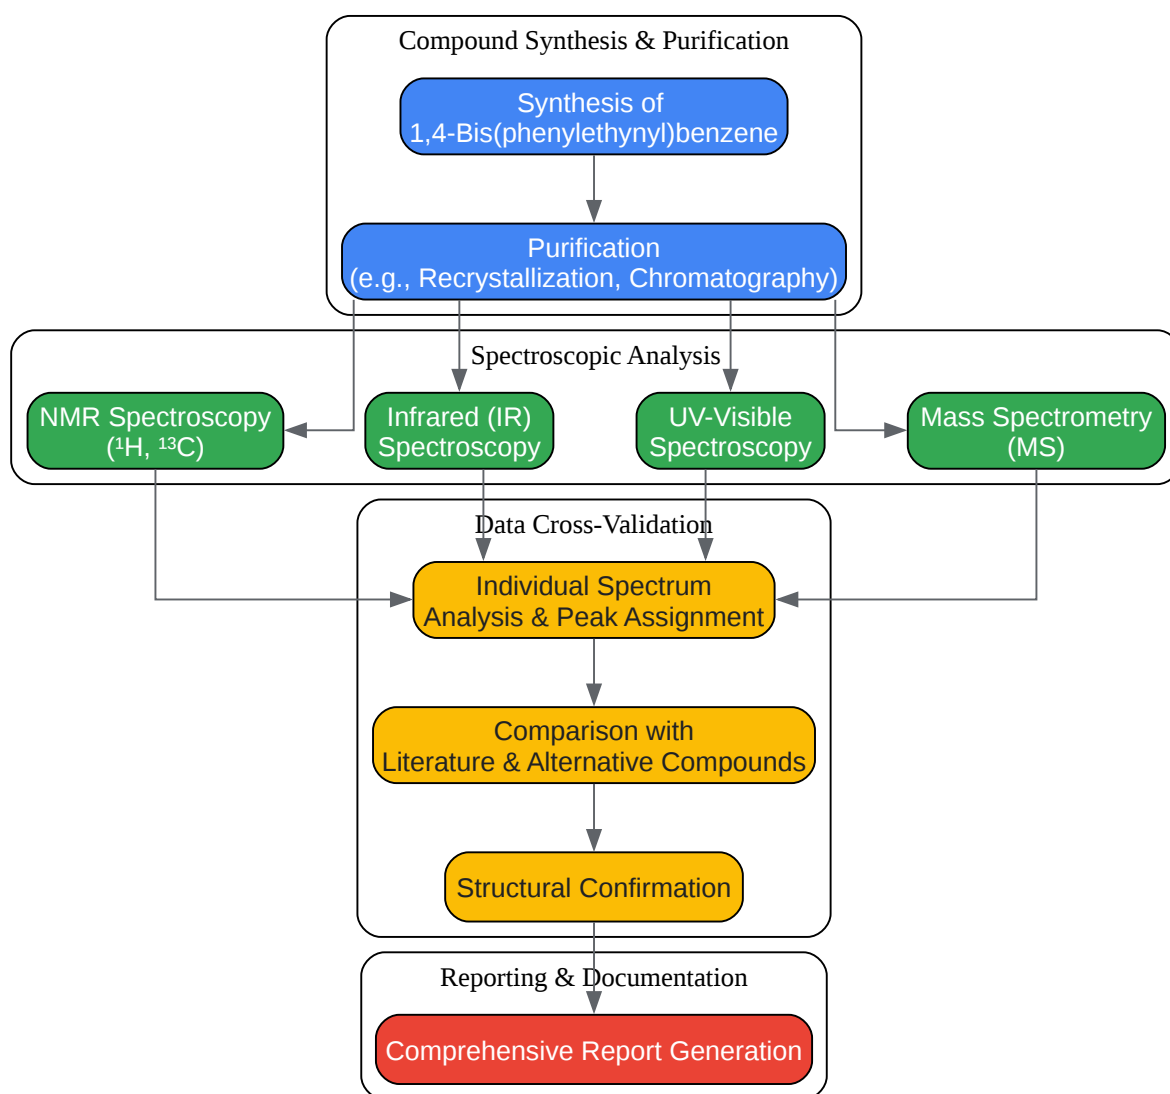 Compound Synthesis & Purification
Synthesis of
1,4-Bis(phenylethynyl)benzene
Purification
(e.g., Recrystallization, Chromatography)
Spectroscopic Analysis
NMR Spectroscopy
(¹H, ¹³C)
Infrared (IR)
Spectroscopy
UV-Visible
Spectroscopy
Mass Spectrometry
(MS)
Data Cross-Validation
Individual Spectrum
Analysis & Peak Assignment
Comparison with
Literature & Alternative Compounds
Structural Confirmation
Reporting & Documentation
Comprehensive Report Generation